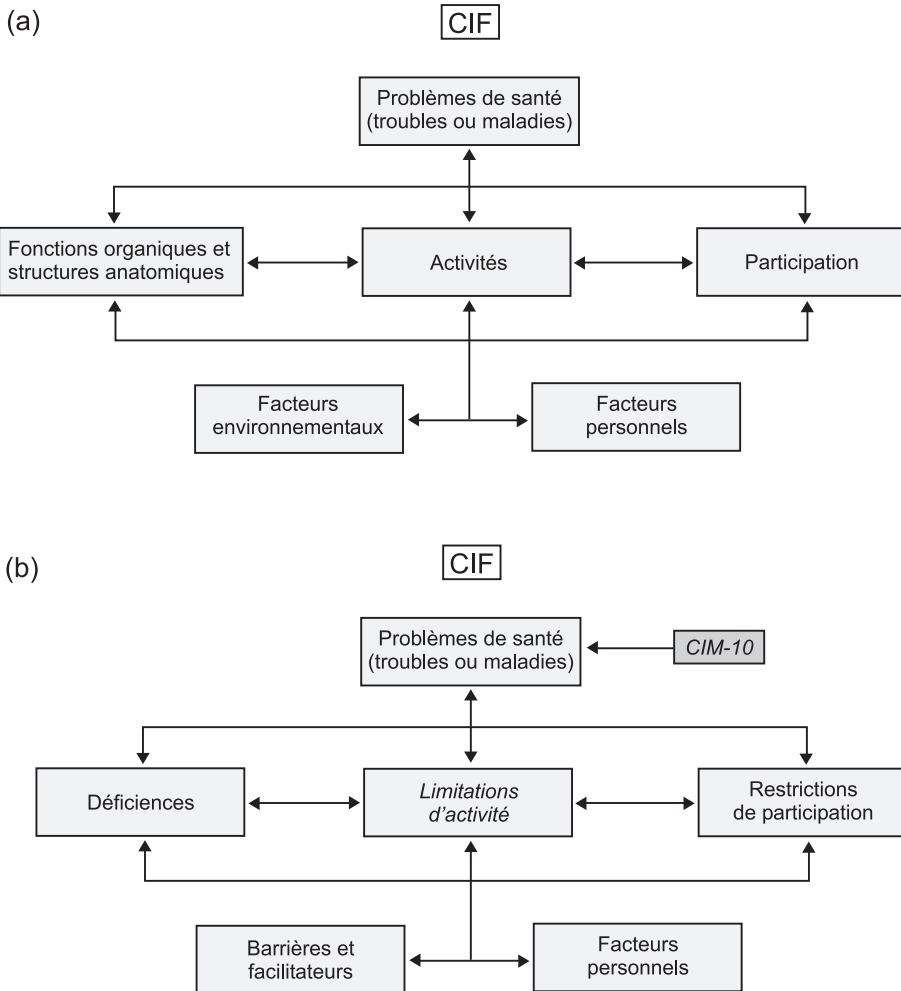 (a)
CIF
Problèmes de santé
(troubles ou maladies)
Fonctions organiques et
structures anatomiques
Activités
Participation
Facteurs
environnementaux
Facteurs
personnels
(b)
CIF
Problèmes de santé
(troubles ou maladies)
CIM-10
Déficiences
Limitations
d'activité
Restrictions
de participation
Barrières et
facilitateurs
Facteurs
personnels